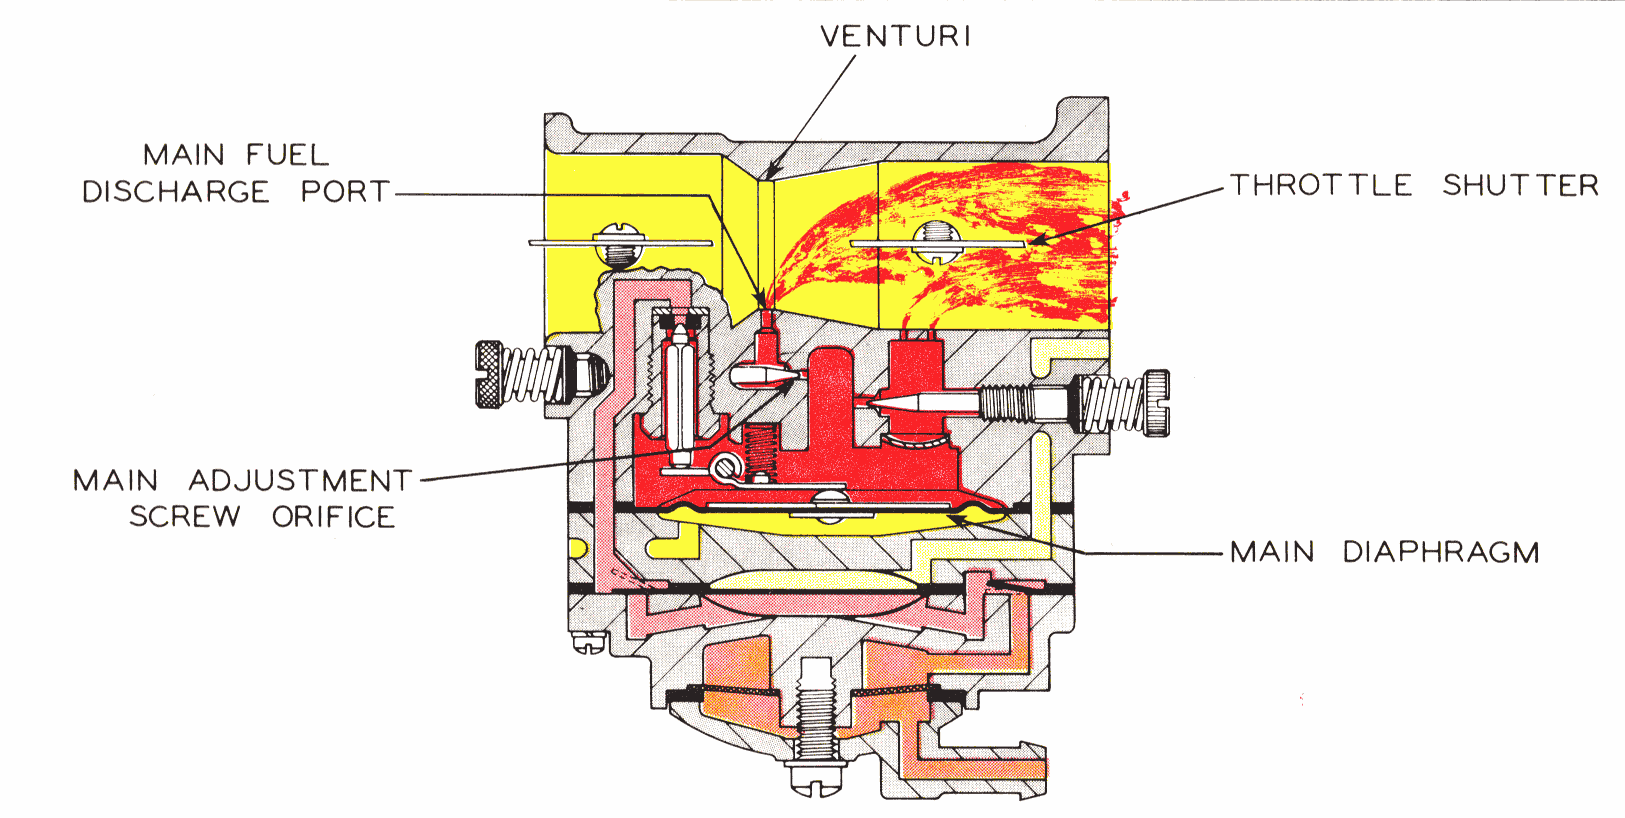 VENTURI
MAIN FUEL
DISCHARGE PORT
THROTTLE SHUTTER
MAIN ADJUSTMENT
SCREW ORIFICE
MAIN DIAPHRAGM